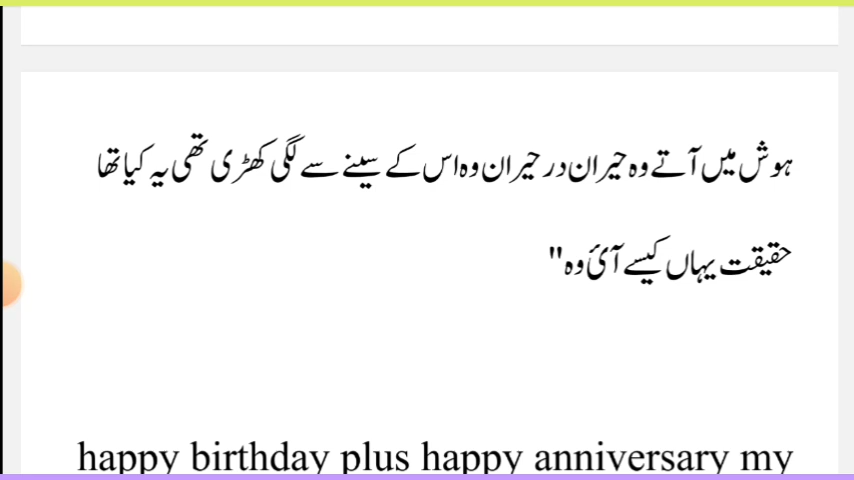 ہوش میں آتے وہ حیران در حیران وہ اس کے سینے سے لگی کھڑی تھی یہ کیا تھا
حقیقت یہاں کیسے آئ وہ"
happy birthday plus happy anniversary my